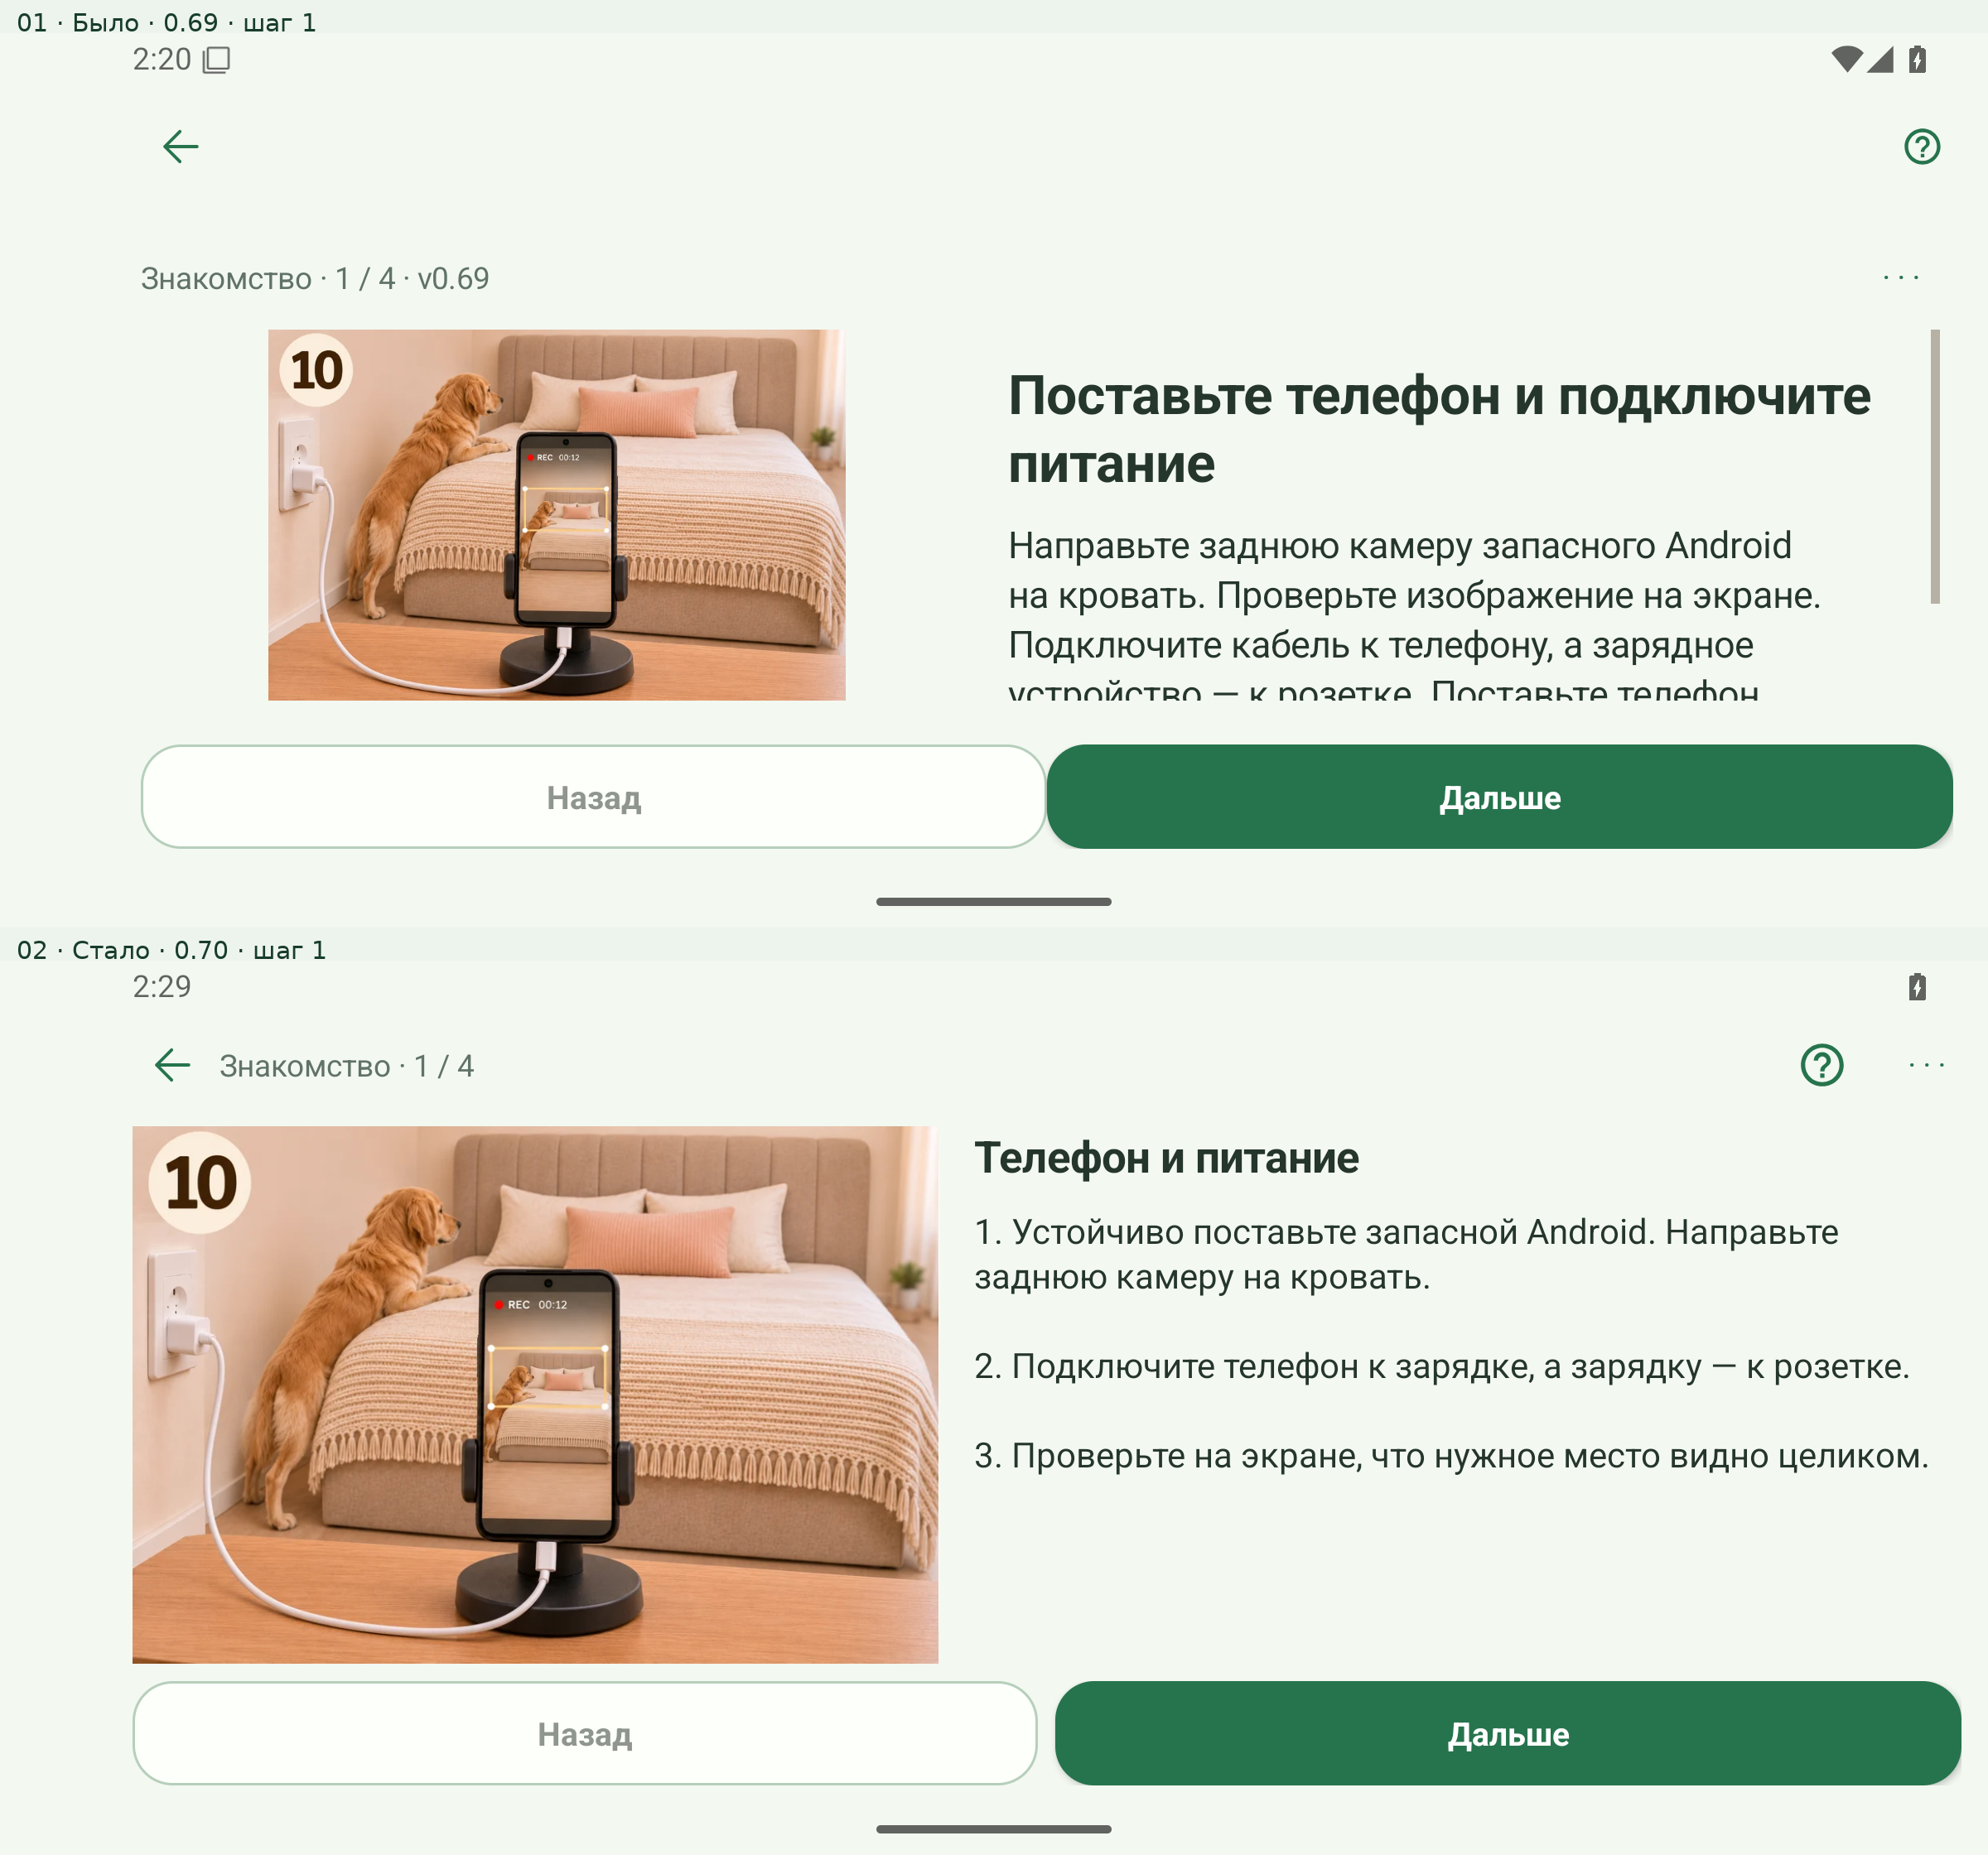 01 · Было · 0.69 · шаг 1
2:20
Знакомство · 1 / 4 · v0.69
10
REC 00:12
Поставьте телефон и подключите
питание
Направьте заднюю камеру запасного Android
на кровать. Проверьте изображение на экране.
Подключите кабель к телефону, а зарядное
устройство — к розетке. Поставьте телефон
Назад
Дальше
02 · Стало · 0.70 · шаг 1
2:29
Знакомство · 1 / 4
10
REC 00:12
Телефон и питание
1. Устойчиво поставьте запасной Android. Направьте
заднюю камеру на кровать.
2. Подключите телефон к зарядке, а зарядку — к розетке.
3. Проверьте на экране, что нужное место видно целиком.
Назад
Дальше